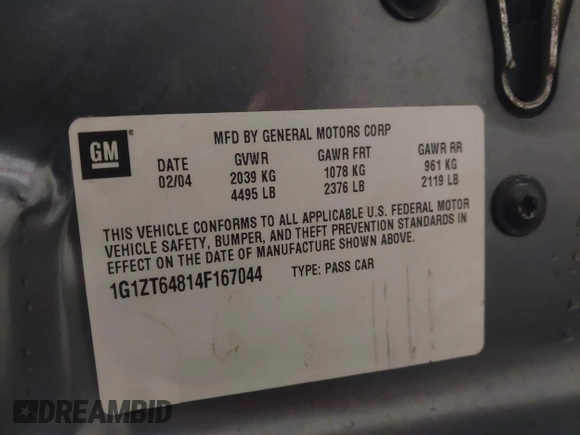 GM
MFD BY GENERAL MOTORS CORP
DATE GVWR GAWR FRT GAWR RR
02/04 2039 KG 1078 KG 961 KG
4495 LB 2376 LB 2119 LB
THIS VEHICLE CONFORMS TO ALL APPLICABLE U.S. FEDERAL MOTOR
VEHICLE SAFETY, BUMPER, AND THEFT PREVENTION STANDARDS IN
EFFECT ON THE DATE OF MANUFACTURE SHOWN ABOVE.
1G1ZT64814F167044 TYPE: PASS CAR
DREAMBID